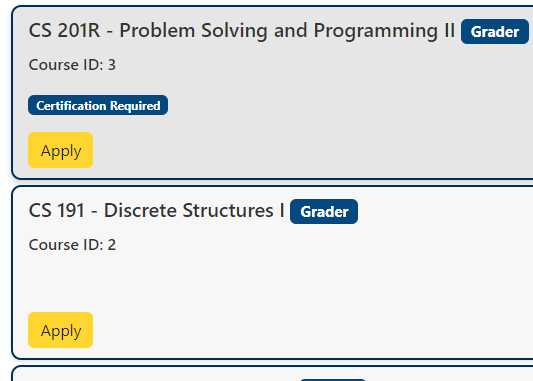 CS 201R - Problem Solving and Programming II Grader
Course ID: 3
Certification Required
Apply
CS 191 - Discrete Structures I Grader
Course ID: 2
Apply